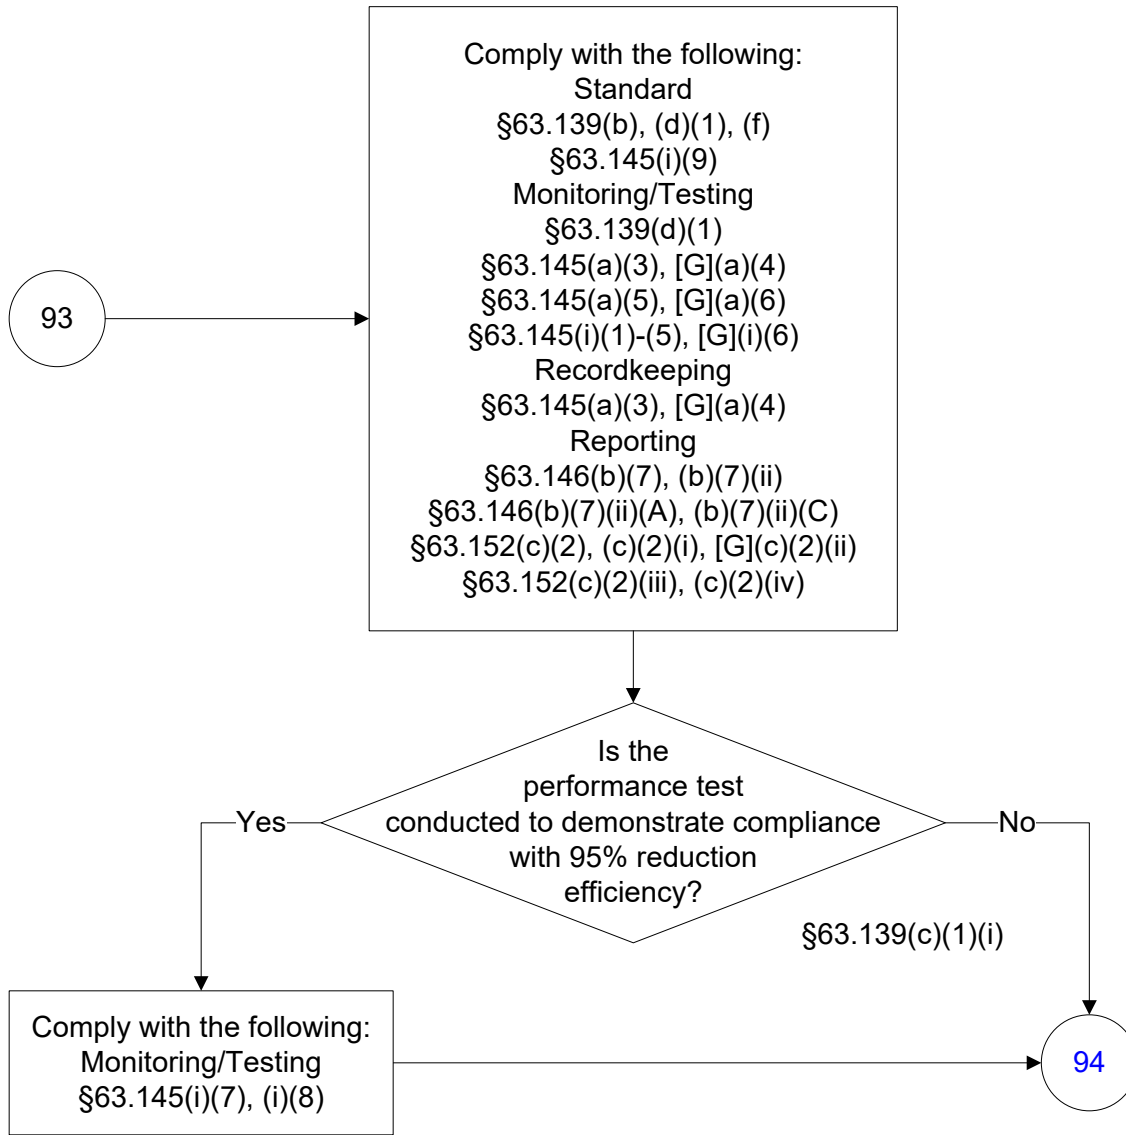 Comply with the following:
Standard
§63.139(b), (d)(1), (f)
§63.145(i)(9)
Monitoring/Testing
§63.139(d)(1)
§63.145(a)(3), [G](a)(4)
§63.145(a)(5), [G](a)(6)
§63.145(i)(1)-(5), [G](i)(6)
Recordkeeping
§63.145(a)(3), [G](a)(4)
Reporting
§63.146(b)(7), (b)(7)(ii)
§63.146(b)(7)(ii)(A), (b)(7)(ii)(C)
§63.152(c)(2), (c)(2)(i), [G](c)(2)(ii)
§63.152(c)(2)(iii), (c)(2)(iv)
93
Is the
performance test
conducted to demonstrate compliance
with 95% reduction
efficiency?
Yes
No
§63.139(c)(1)(i)
Comply with the following:
Monitoring/Testing
§63.145(i)(7), (i)(8)
94